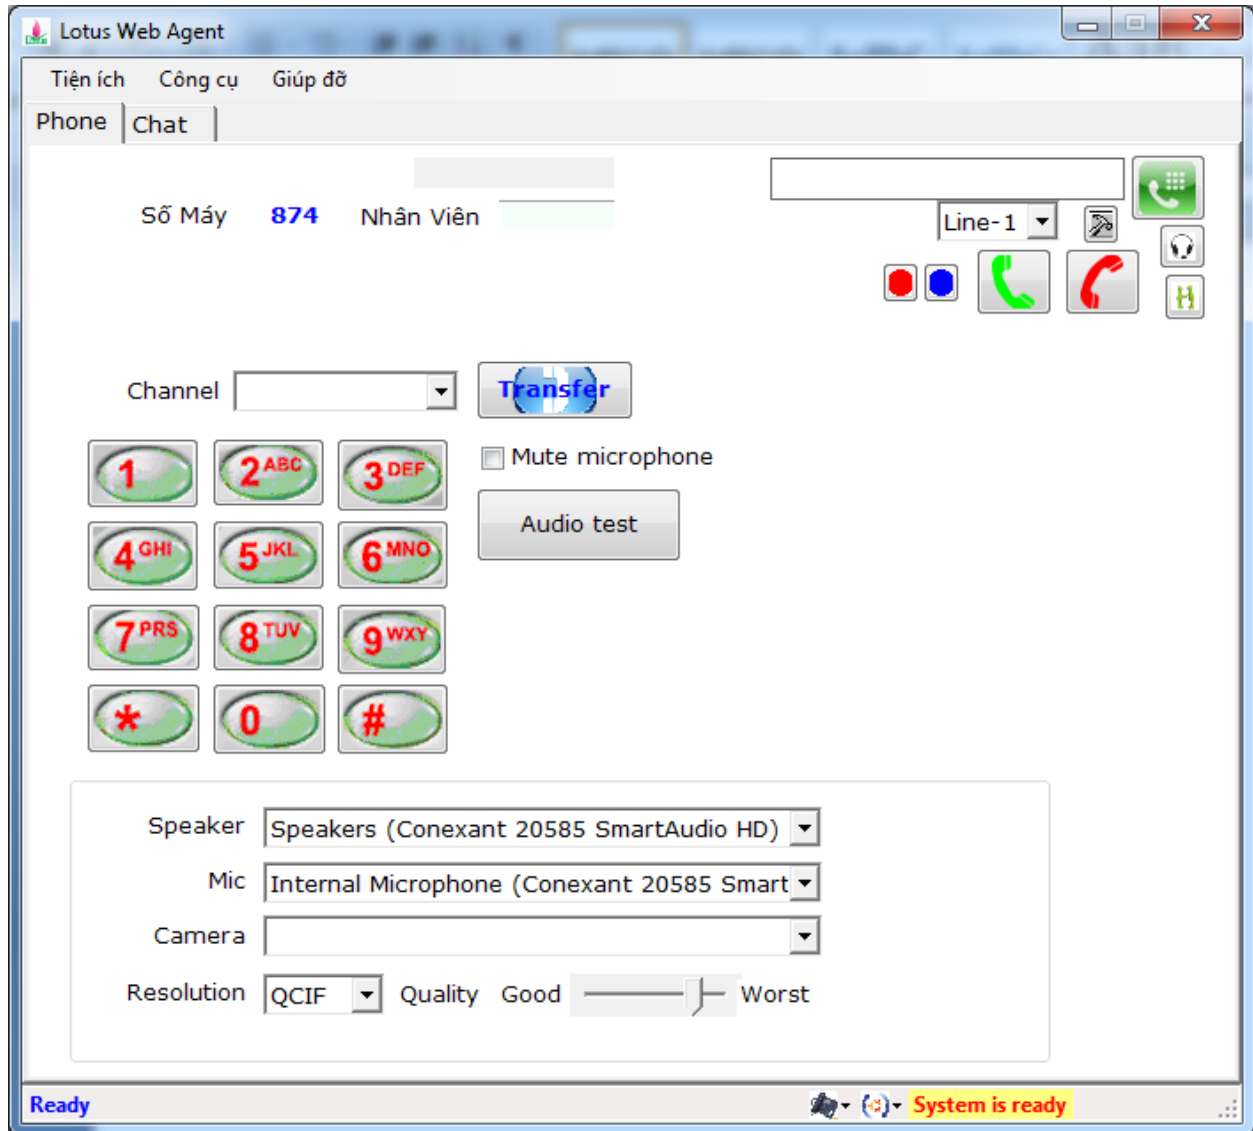 Lotus Web Agent
Tiện ích Công cụ Giúp đỡ
Phone Chat
Số Máy 874 Nhân Viên
Line-1
Channel Transfer
1 2 ABC 3 DEF Mute microphone
Audio test
4 GHI 5 JKL 6 MNO
7 PRS 8 TUV 9 WXY
* 0 #
Speaker Speakers (Conexant 20585 SmartAudio HD)
Mic Internal Microphone (Conexant 20585 Smart
Camera
Resolution QCIF Quality Good Worst
Ready System is ready